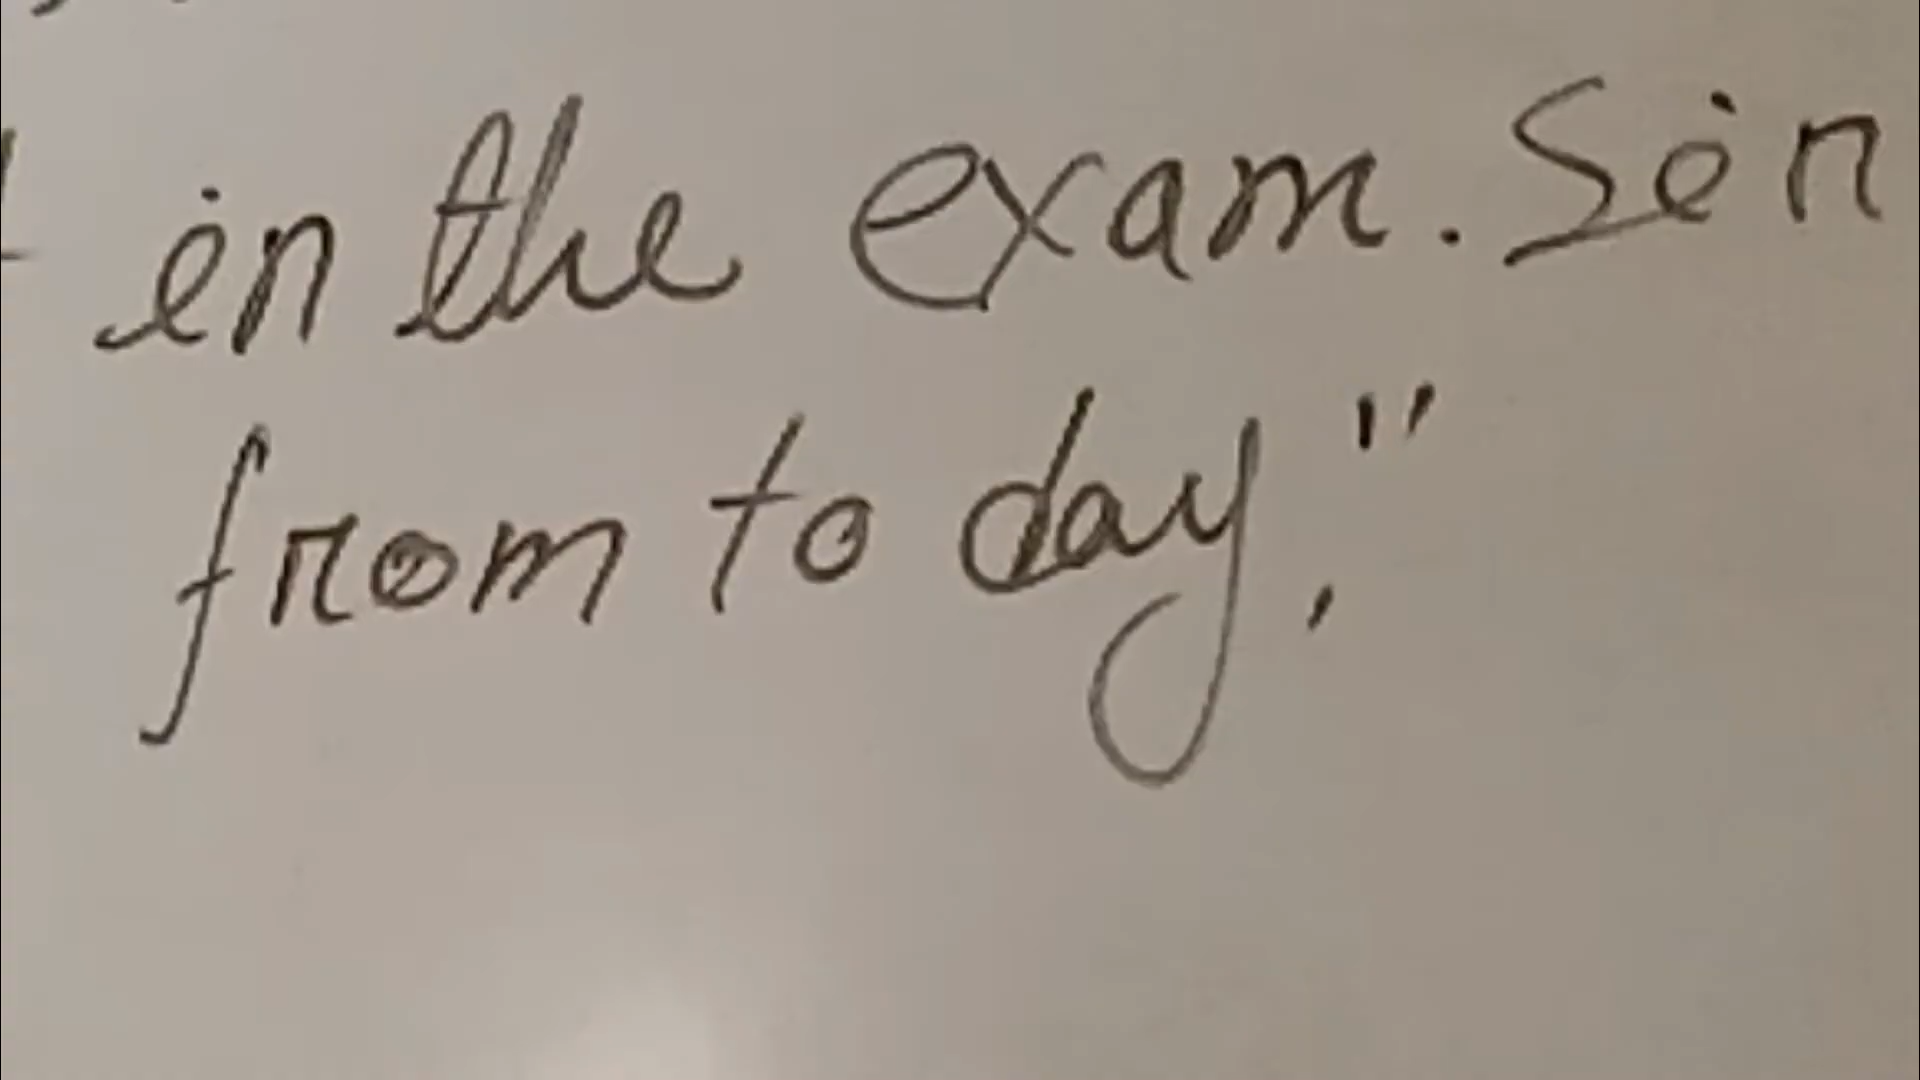 in the exam. Sin
from to day."